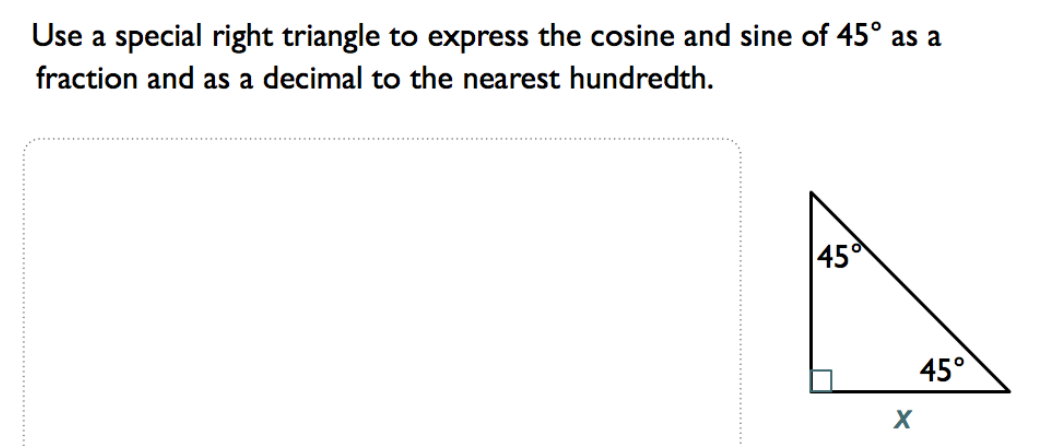 Use a special right triangle to express the cosine and sine of 45° as a
fraction and as a decimal to the nearest hundredth.
45°
45°
x